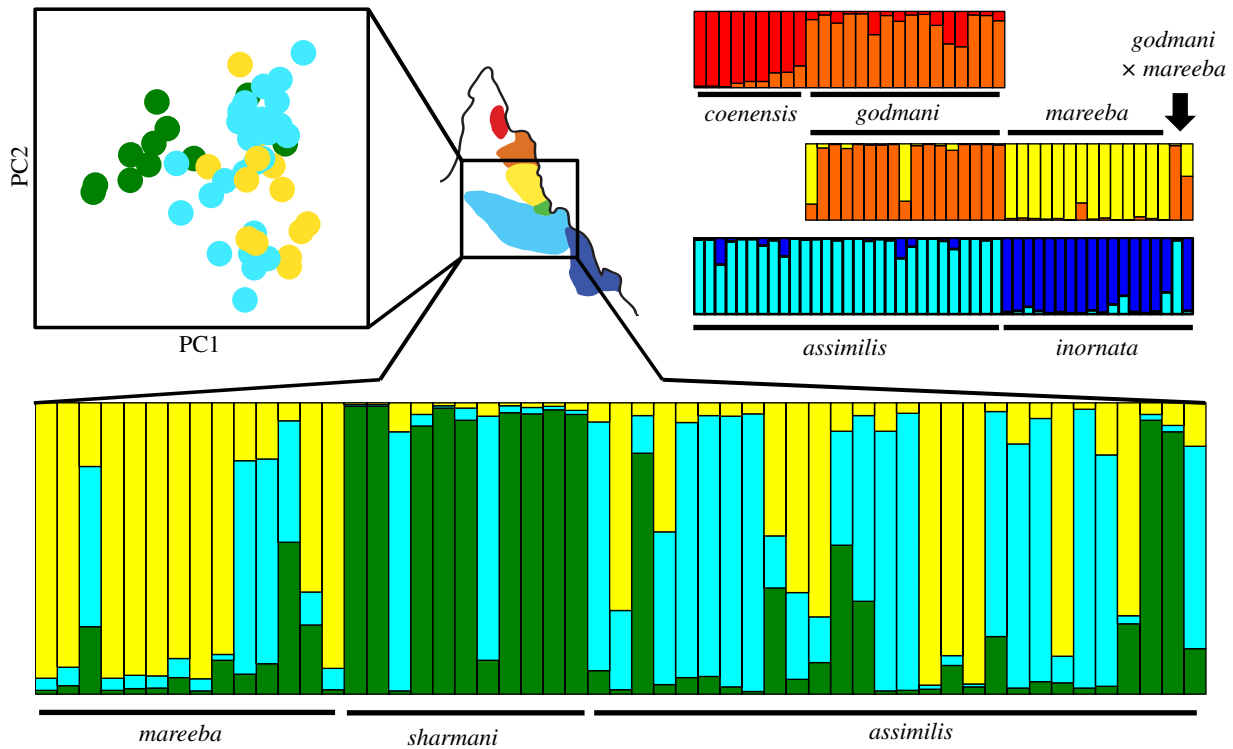 PC2
PC1
godmani
× mareeba
coenensis
godmani
mareeba
assimilis
inornata
mareeba
sharmani
assimilis